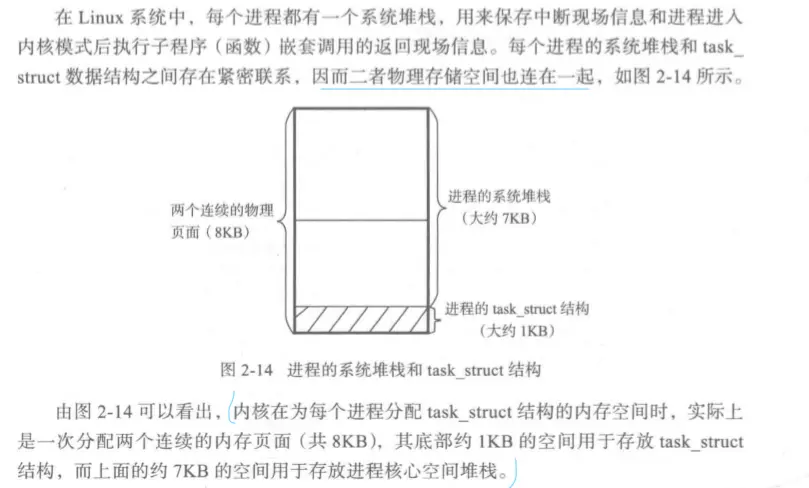 在 Linux 系统中，每个进程都有一个系统堆栈，用来保存中断现场信息和进程进入
内核模式后执行子程序（函数）嵌套调用的返回现场信息。每个进程的系统堆栈和 task_
struct 数据结构之间存在紧密联系，因而二者物理存储空间也连在一起，如图 2-14 所示。
两个连续的物理
页面（8KB）
进程的系统堆栈
（大约 7KB）
进程的 task_struct 结构
（大约 1KB）
图 2-14 进程的系统堆栈和 task_struct 结构
由图 2-14 可以看出，内核在为每个进程分配 task_struct 结构的内存空间时，实际上
是一次分配两个连续的内存页面（共 8KB），其底部约 1KB 的空间用于存放 task_struct
结构，而上面的约 7KB 的空间用于存放进程核心空间堆栈。